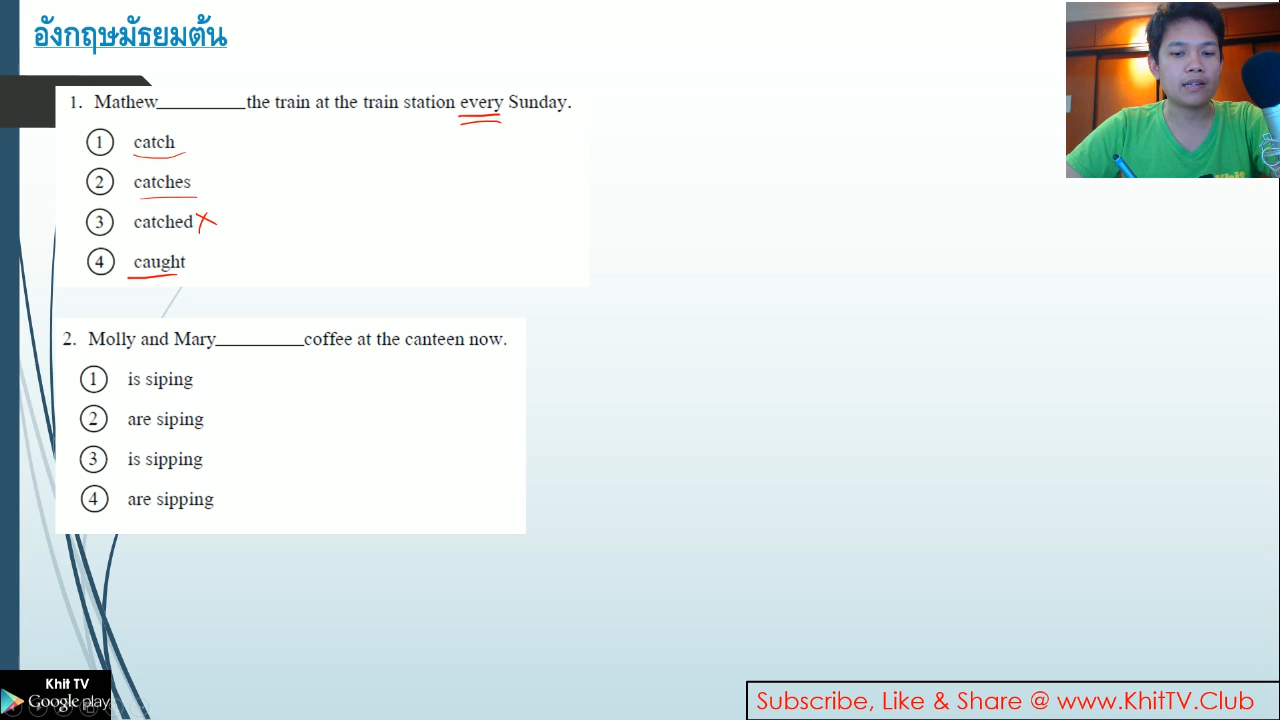 อังกฤษมัธยมต้น
1. Mathew_________the train at the train station every Sunday.
1 catch
2 catches
3 catched
4 caught
2. Molly and Mary_________coffee at the canteen now.
1 is siping
2 are siping
3 is sipping
4 are sipping
Khit TV
Google play
Subscribe, Like & Share @ www.KhitTV.Club